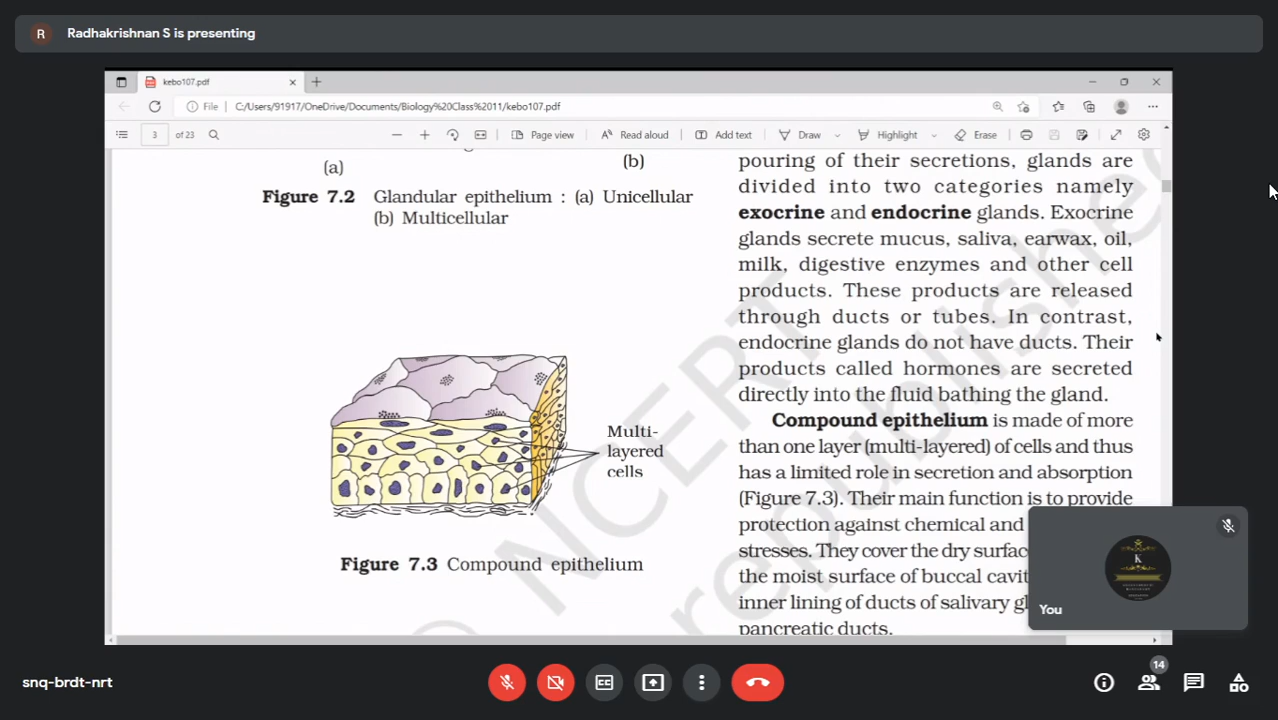 R Radhakrishnan S is presenting
kebo107.pdf
File C:/Users/91917/OneDrive/Documents/Biology%20Class%2011/kebo107.pdf
3 of 23 Page view Read aloud Add text Draw Highlight Erase
(a) (b)
Figure 7.2 Glandular epithelium : (a) Unicellular
(b) Multicellular
Multi-
layered
cells
Figure 7.3 Compound epithelium
pouring of their secretions, glands are
divided into two categories namely
exocrine and endocrine glands. Exocrine
glands secrete mucus, saliva, earwax, oil,
milk, digestive enzymes and other cell
products. These products are released
through ducts or tubes. In contrast,
endocrine glands do not have ducts. Their
products called hormones are secreted
directly into the fluid bathing the gland.
Compound epithelium is made of more
than one layer (multi-layered) of cells and thus
has a limited role in secretion and absorption
(Figure 7.3). Their main function is to provide
protection against chemical and
stresses. They cover the dry surfac
the moist surface of buccal cavit
inner lining of ducts of salivary gl
pancreatic ducts.
© NCERT
republished
K
You
snq-brdt-nrt
14